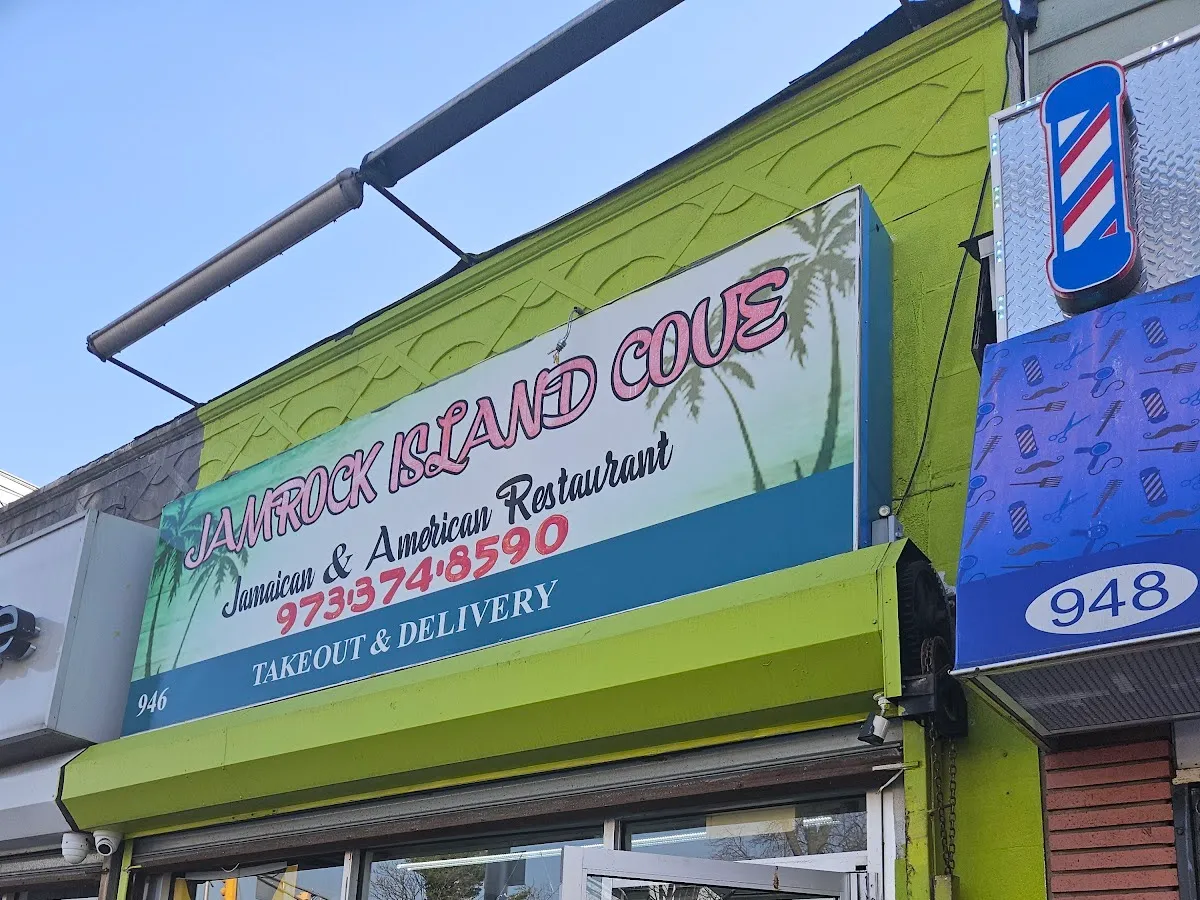 JAMROCK ISLAND COVE
Jamaican & American Restaurant
973·374·8590
TAKEOUT & DELIVERY
946
948
e